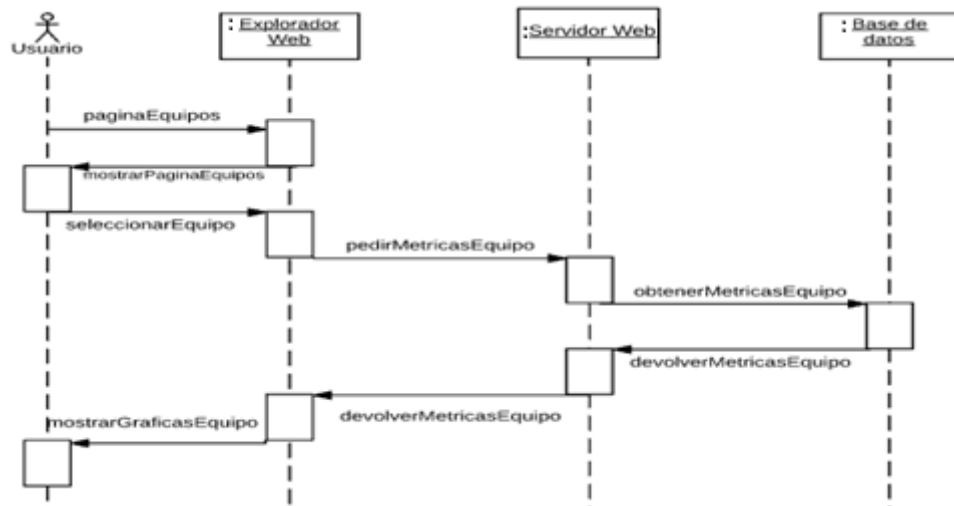 Usuario
: Explorador
Web
:Servidor Web
: Base de
datos
paginaEquipos
mostrarPaginaEquipos
seleccionarEquipo
pedirMetricasEquipo
obtenerMetricasEquipo
devolverMetricasEquipo
devolverMetricasEquipo
mostrarGraficasEquipo